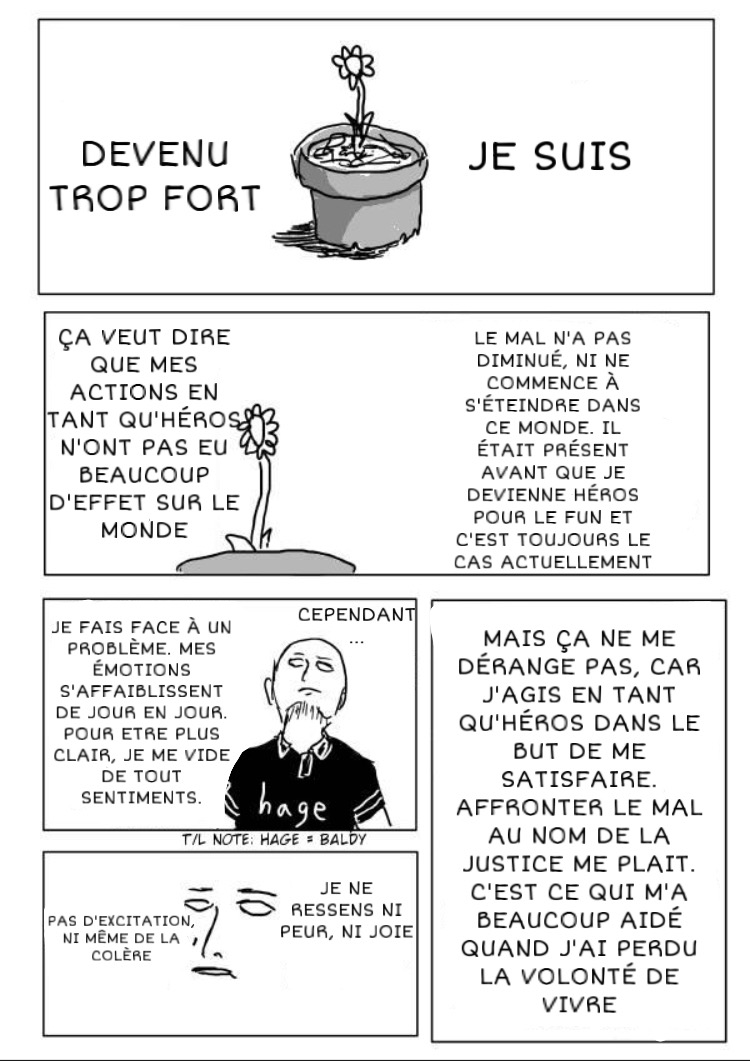 JE SUIS
DEVENU
TROP FORT
LE MAL N'A PAS
DIMINUÉ, NI NE
COMMENCE À
S'ÉTEINDRE DANS
CE MONDE. IL
ÉTAIT PRÉSENT
AVANT QUE JE
DEVIENNE HÉROS
POUR LE FUN ET
C'EST TOUJOURS LE
CAS ACTUELLEMENT
ÇA VEUT DIRE
QUE MES
ACTIONS EN
TANT QU'HÉROS
N'ONT PAS EU
BEAUCOUP
D'EFFET SUR LE
MONDE
MAIS ÇA NE ME
DÉRANGE PAS, CAR
J'AGIS EN TANT
QU'HÉROS DANS LE
BUT DE ME
SATISFAIRE.
AFFRONTER LE MAL
AU NOM DE LA
JUSTICE ME PLAIT.
C'EST CE QUI M'A
BEAUCOUP AIDÉ
QUAND J'AI PERDU
LA VOLONTÉ DE
VIVRE
CEPENDANT
...
JE FAIS FACE À UN
PROBLÈME. MES
ÉMOTIONS
S'AFFAIBLISSENT
DE JOUR EN JOUR.
POUR ETRE PLUS
CLAIR, JE ME VIDE
DE TOUT
SENTIMENTS.
hage
T/L NOTE: HAGE = BALDY
JE NE
RESSENS NI
PEUR, NI JOIE
PAS D'EXCITATION,
NI MÊME DE LA
COLÈRE